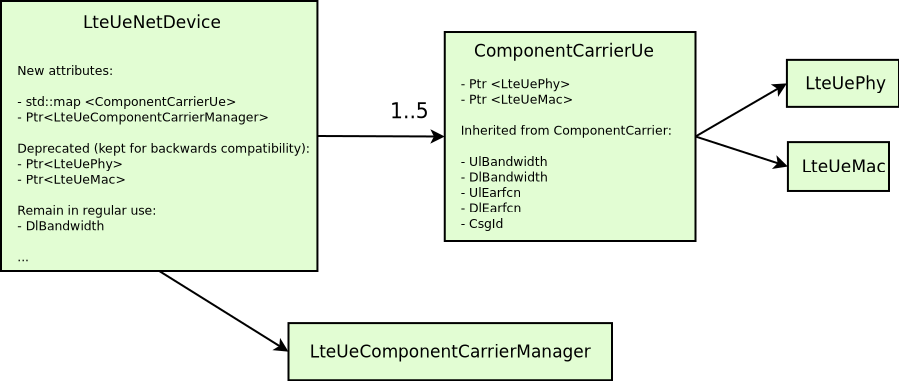 LteUeNetDevice
New attributes:
- std::map <ComponentCarrierUe>
- Ptr<LteUeComponentCarrierManager>
Deprecated (kept for backwards compatibility):
- Ptr<LteUePhy>
- Ptr<LteUeMac>
Remain in regular use:
- DlBandwidth
...
1..5
ComponentCarrierUe
- Ptr <LteUePhy>
- Ptr <LteUeMac>
Inherited from ComponentCarrier:
- UlBandwidth
- DlBandwidth
- UlEarfcn
- DlEarfcn
- CsgId
LteUePhy
LteUeMac
LteUeComponentCarrierManager